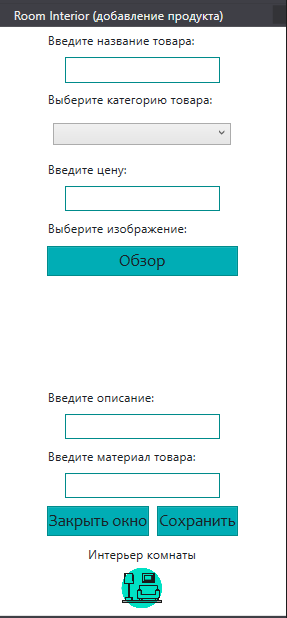 Room Interior (добавление продукта)
Введите название товара:
Выберите категорию товара:
Введите цену:
Выберите изображение:
Обзор
Введите описание:
Введите материал товара:
Закрыть окно Сохранить
Интерьер комнаты